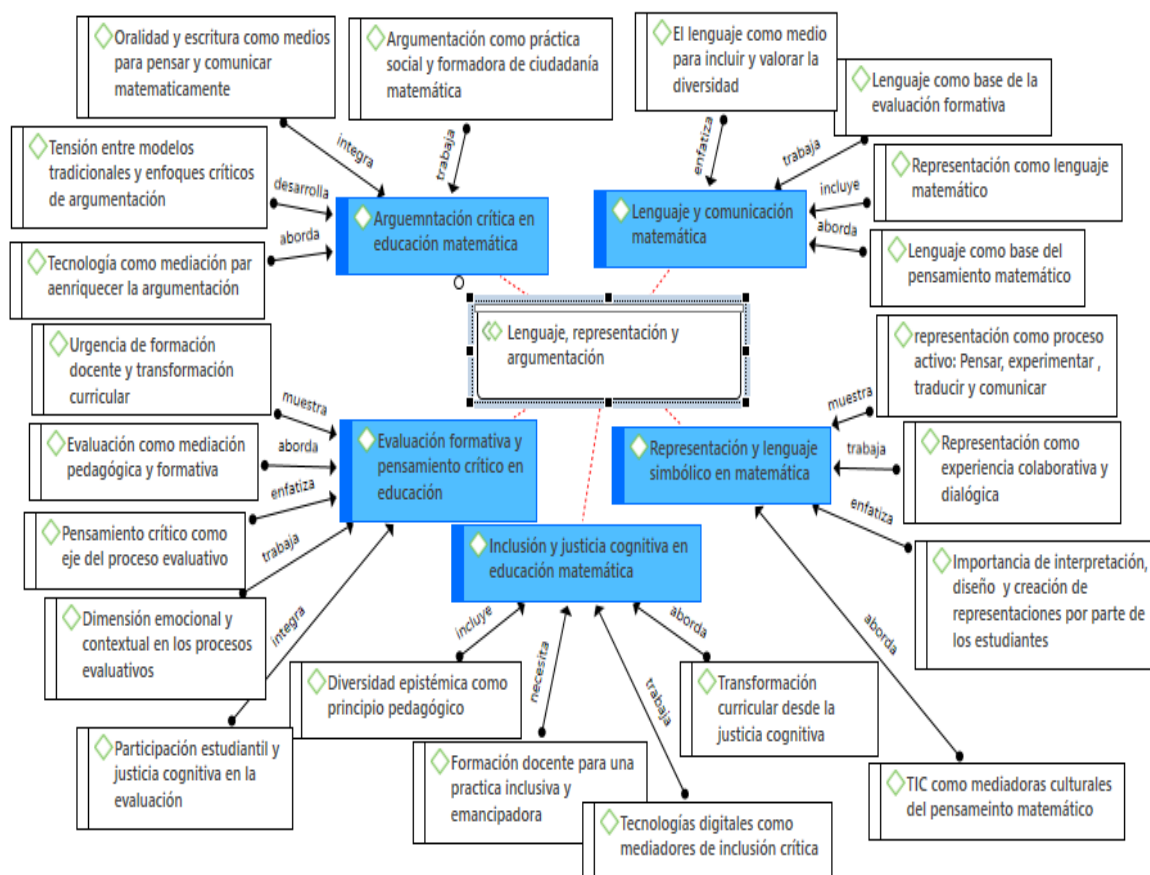 Oralidad y escritura como medios
para pensar y comunicar
matematicamente
Argumentación como práctica
social y formadora de ciudadanía
matemática
El lenguaje como medio
para incluir y valorar la
diversidad
Lenguaje como base de la
evaluación formativa
Tensión entre modelos
tradicionales y enfoques críticos
de argumentación
integra
trabaja
enfatiza
trabaja
Representación como lenguaje
matemático
desarrolla
incluye
Arguemntación crítica en
educación matemática
Lenguaje y comunicación
matemática
aborda
aborda
Tecnología como mediación par
aenriquecer la argumentación
Lenguaje como base del
pensamiento matemático
Lenguaje, representación y
argumentación
Urgencia de formación
docente y transformación
curricular
representación como proceso
activo: Pensar, experimentar ,
traducir y comunicar
muestra
muestra
Evaluación como mediación
pedagógica y formativa
aborda
Evaluación formativa y
pensamiento crítico en
educación
Representación y lenguaje
simbólico en matemática
trabaja
Representación como
experiencia colaborativa y
dialógica
enfatiza
enfatiza
Pensamiento crítico como
eje del proceso evaluativo
trabaja
Inclusión y justicia cognitiva en
educación matemática
Importancia de interpretación,
diseño y creación de
representaciones por parte de
los estudiantes
Dimensión emocional y
contextual en los procesos
evaluativos
integra
incluye
necesita
trabaja
aborda
aborda
Diversidad epistémica como
principio pedagógico
Transformación
curricular desde la
justicia cognitiva
Participación estudiantil y
justicia cognitiva en la
evaluación
Formación docente para una
practica inclusiva y
emancipadora
TIC como mediadoras culturales
del pensameinto matemático
Tecnologías digitales como
mediadores de inclusión crítica